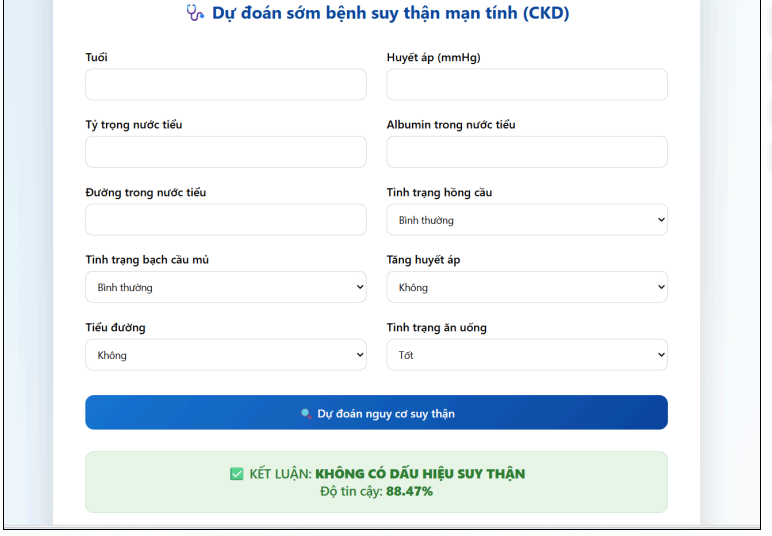 Dự đoán sớm bệnh suy thận mạn tính (CKD)
Tuổi
Huyết áp (mmHg)
Tỷ trọng nước tiểu
Albumin trong nước tiểu
Đường trong nước tiểu
Tình trạng hồng cầu
Bình thường
Tình trạng bạch cầu mủ
Bình thường
Tăng huyết áp
Không
Tiểu đường
Không
Tình trạng ăn uống
Tốt
Dự đoán nguy cơ suy thận
KẾT LUẬN: KHÔNG CÓ DẤU HIỆU SUY THẬN
Độ tin cậy: 88.47%